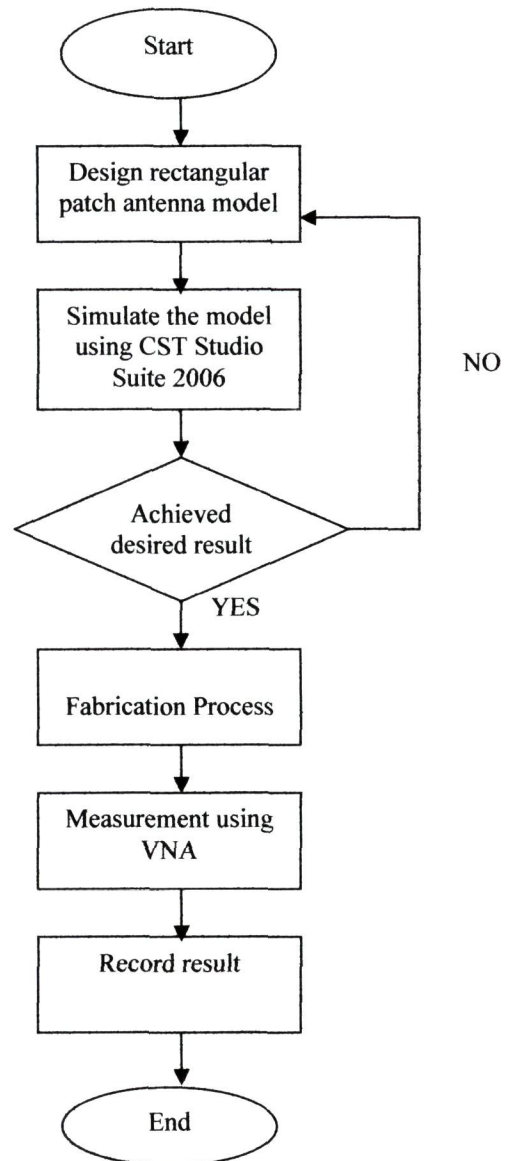 Start
Design rectangular
patch antenna model
Simulate the model
using CST Studio
Suite 2006
NO
Achieved
desired result
YES
Fabrication Process
Measurement using
VNA
Record result
End